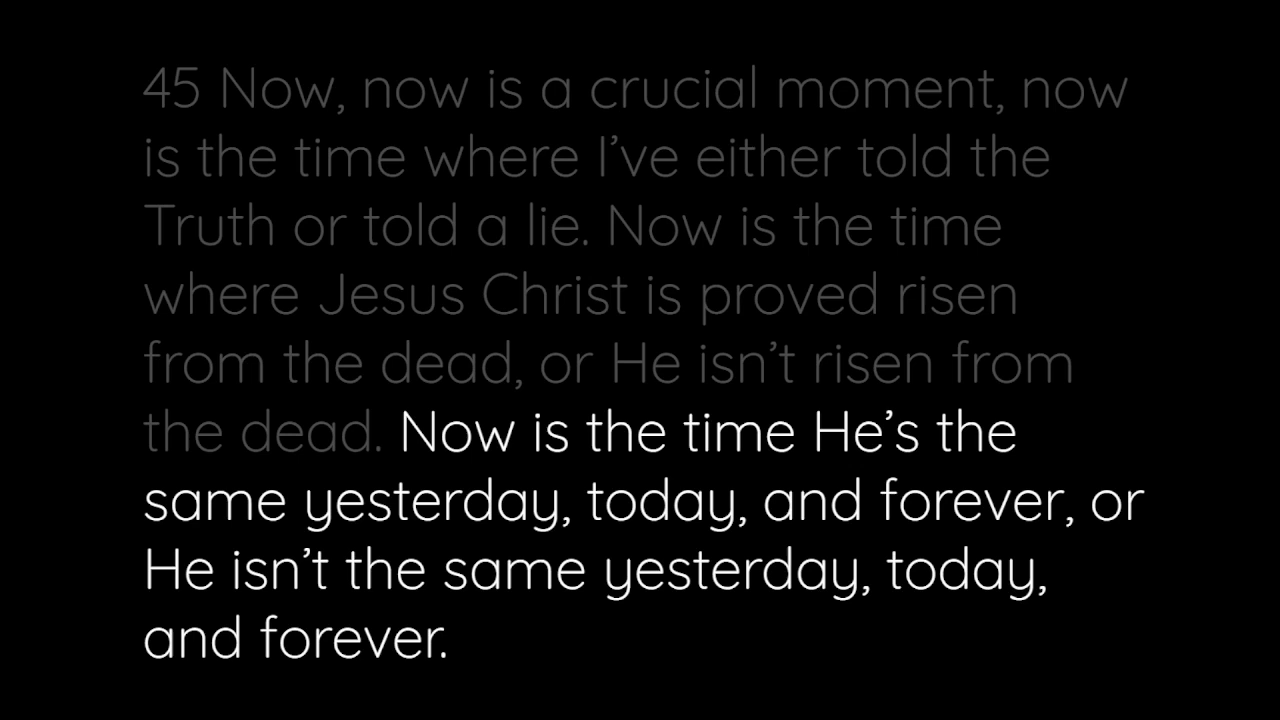 45 Now, now is a crucial moment, now
is the time where I’ve either told the
Truth or told a lie. Now is the time
where Jesus Christ is proved risen
from the dead, or He isn’t risen from
the dead. Now is the time He’s the
same yesterday, today, and forever, or
He isn’t the same yesterday, today,
and forever.